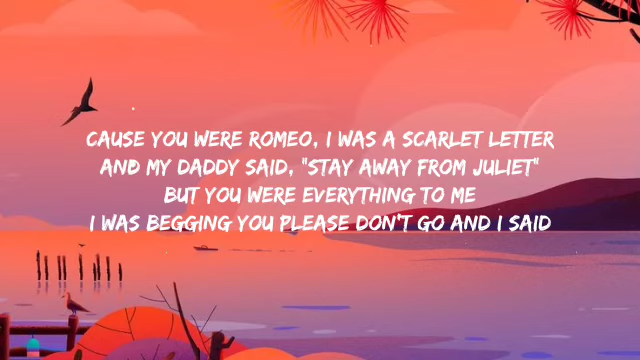 CAUSE YOU WERE ROMEO, I WAS A SCARLET LETTER
AND MY DADDY SAID, "STAY AWAY FROM JULIET"
BUT YOU WERE EVERYTHING TO ME
I WAS BEGGING YOU PLEASE DON'T GO AND I SAID